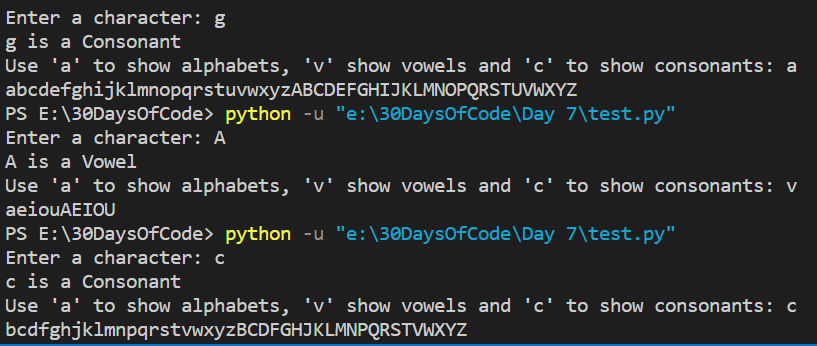 Enter a character: g
g is a Consonant
Use 'a' to show alphabets, 'v' show vowels and 'c' to show consonants: a
abcdefghijklmnopqrstuvwxyzABCDEFGHIJKLMNOPQRSTUVWXYZ
PS E:\30DaysOfCode> python -u "e:\30DaysOfCode\Day 7\test.py"
Enter a character: A
A is a Vowel
Use 'a' to show alphabets, 'v' show vowels and 'c' to show consonants: v
aeiouAEIOU
PS E:\30DaysOfCode> python -u "e:\30DaysOfCode\Day 7\test.py"
Enter a character: c
c is a Consonant
Use 'a' to show alphabets, 'v' show vowels and 'c' to show consonants: c
bcdfghjklmnpqrstvwxyzBCDFGHJKLMNPQRSTVWXYZ